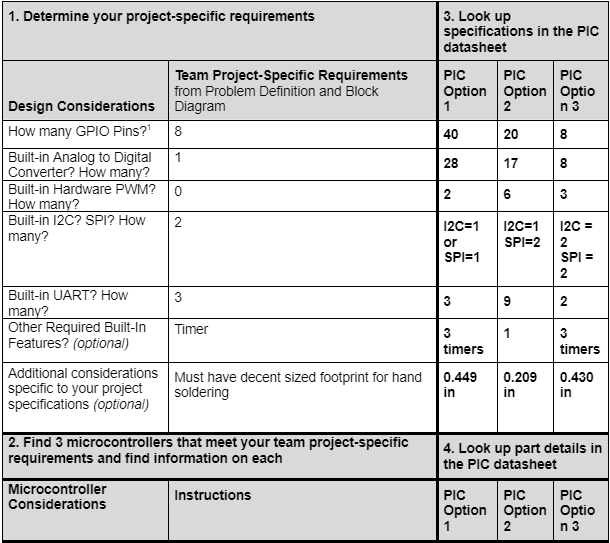 1. Determine your project-specific requirements
3. Look up
specifications in the PIC
datasheet
Design Considerations
Team Project-Specific Requirements
from Problem Definition and Block
Diagram
PIC
Option
1
PIC
Option
2
PIC
Optio
n 3
How many GPIO Pins?1
8
40
20
8
Built-in Analog to Digital
Converter? How many?
1
28
17
8
Built-in Hardware PWM?
How many?
0
2
6
3
Built-in I2C? SPI? How
many?
2
I2C=1
or
SPI=1
I2C=1
SPI=2
I2C =
2
SPI =
2
Built-in UART? How
many?
3
3
9
2
Other Required Built-In
Features? (optional)
Timer
3
timers
1
3
timers
Additional considerations
specific to your project
specifications (optional)
Must have decent sized footprint for hand
soldering
0.449
in
0.209
in
0.430
in
2. Find 3 microcontrollers that meet your team project-specific
requirements and find information on each
4. Look up part details in
the PIC datasheet
Microcontroller
Considerations
Instructions
PIC
Option
1
PIC
Option
2
PIC
Optio
n 3